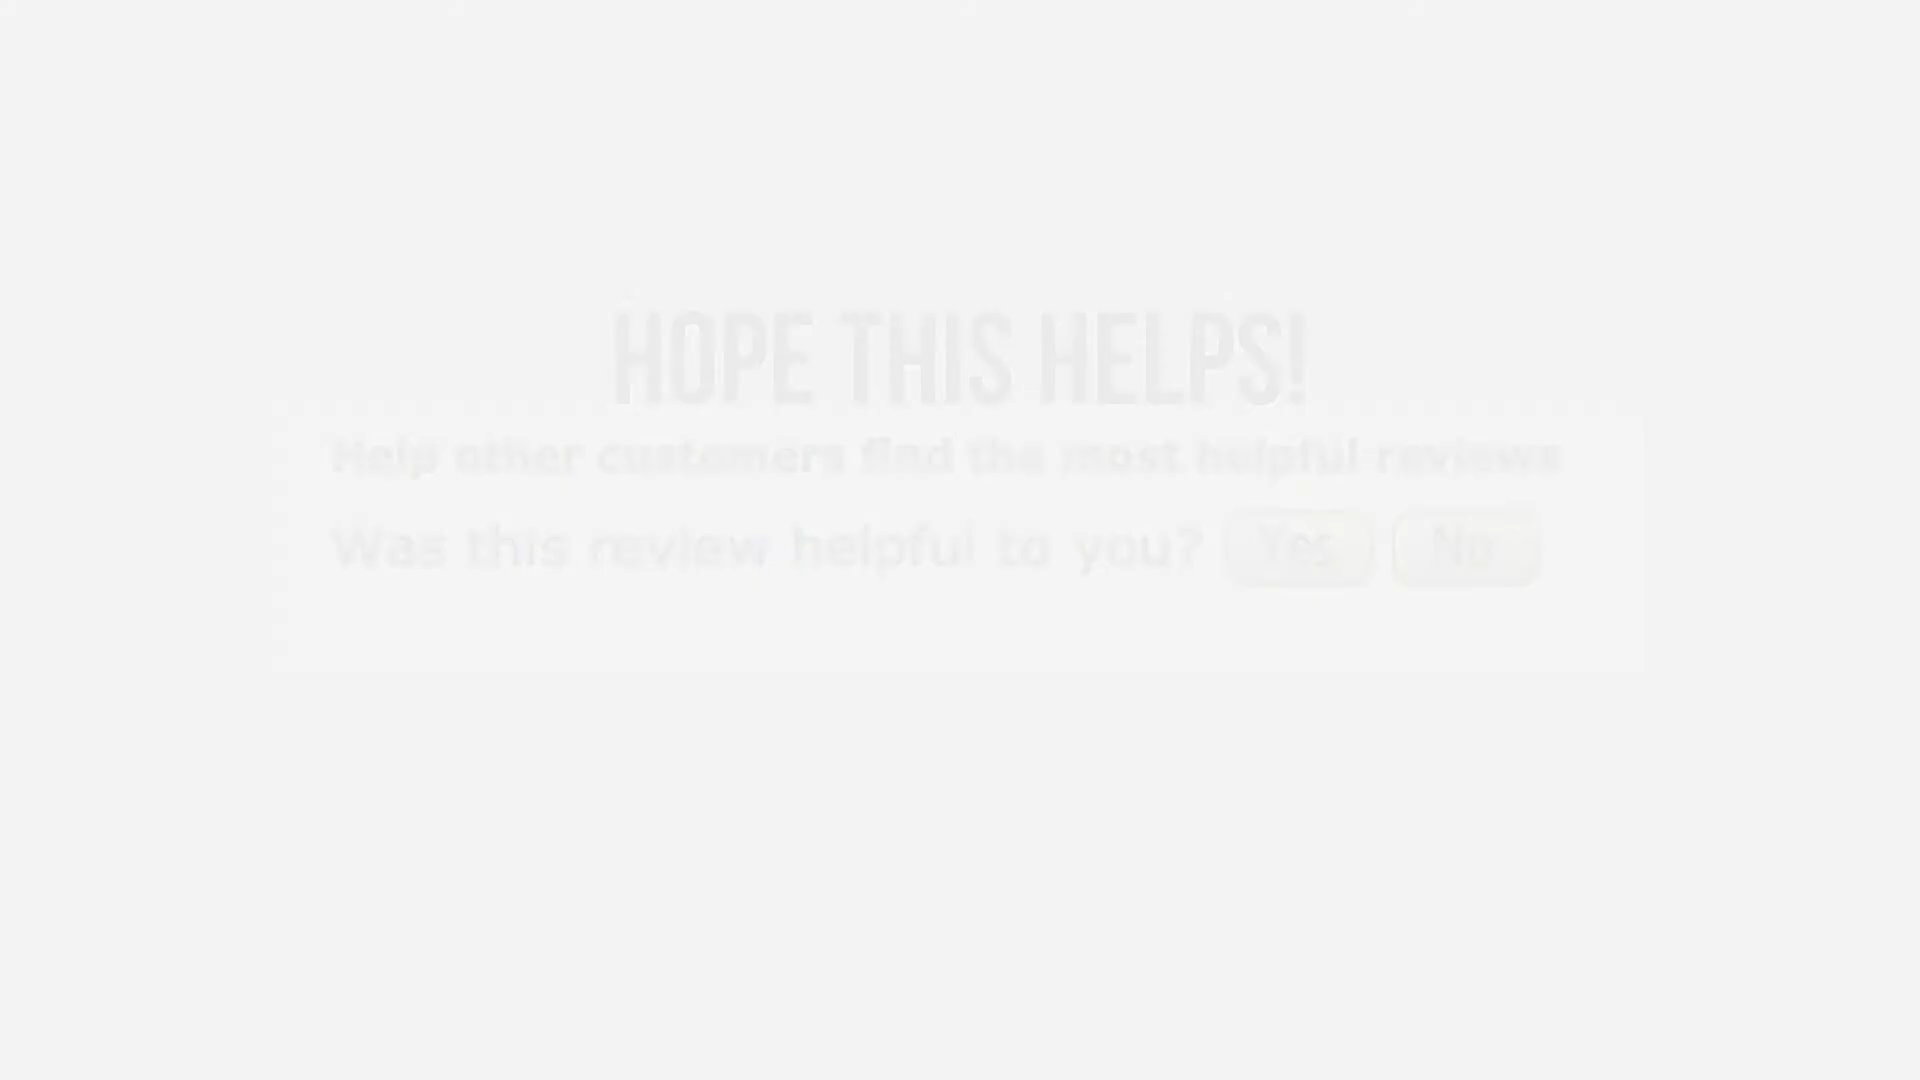 HOPE THIS HELPS!
Help other customers find the most helpful reviews
Was this review helpful to you? Yes No